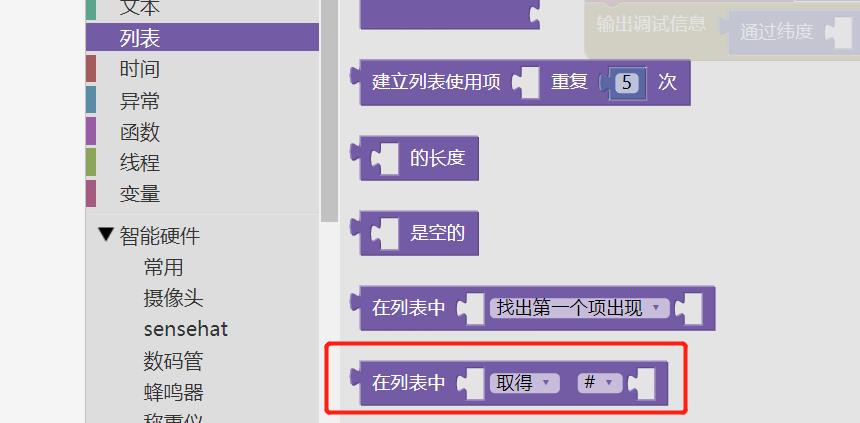 文本
列表
时间
异常
函数
线程
变量
智能硬件
常用
摄像头
sensehat
数码管
蜂鸣器
称重仪
输出调试信息 通过纬度
建立列表使用项 重复 5 次
的长度
是空的
在列表中 找出第一个项出现
在列表中 取得 #